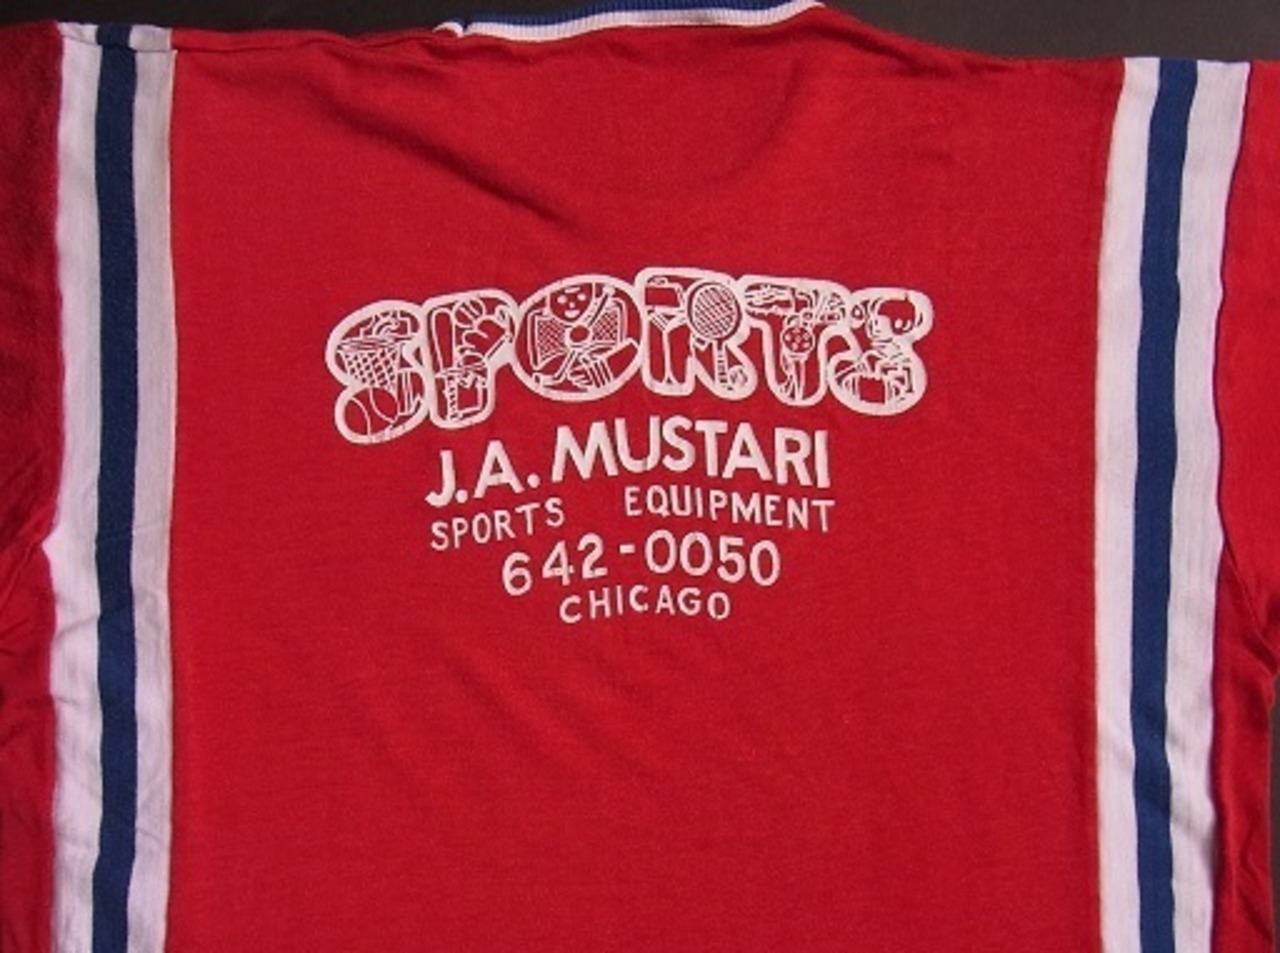 SPORTS
J.A. MUSTARI
SPORTS EQUIPMENT
642-0050
CHICAGO